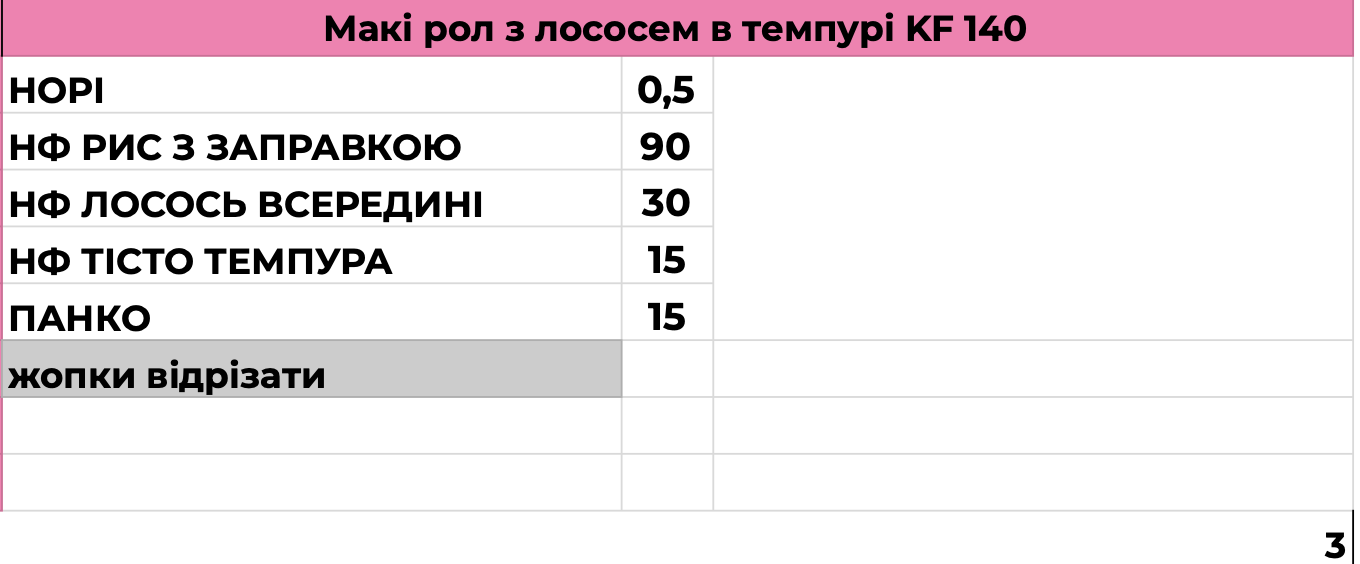 Макі рол з лососем в темпурі KF 140
НОРІ 0,5
НФ РИС З ЗАПРАВКОЮ 90
НФ ЛОСОСЬ ВСЕРЕДИНІ 30
НФ ТІСТО ТЕМПУРА 15
ПАНКО 15
жопки відрізати
3